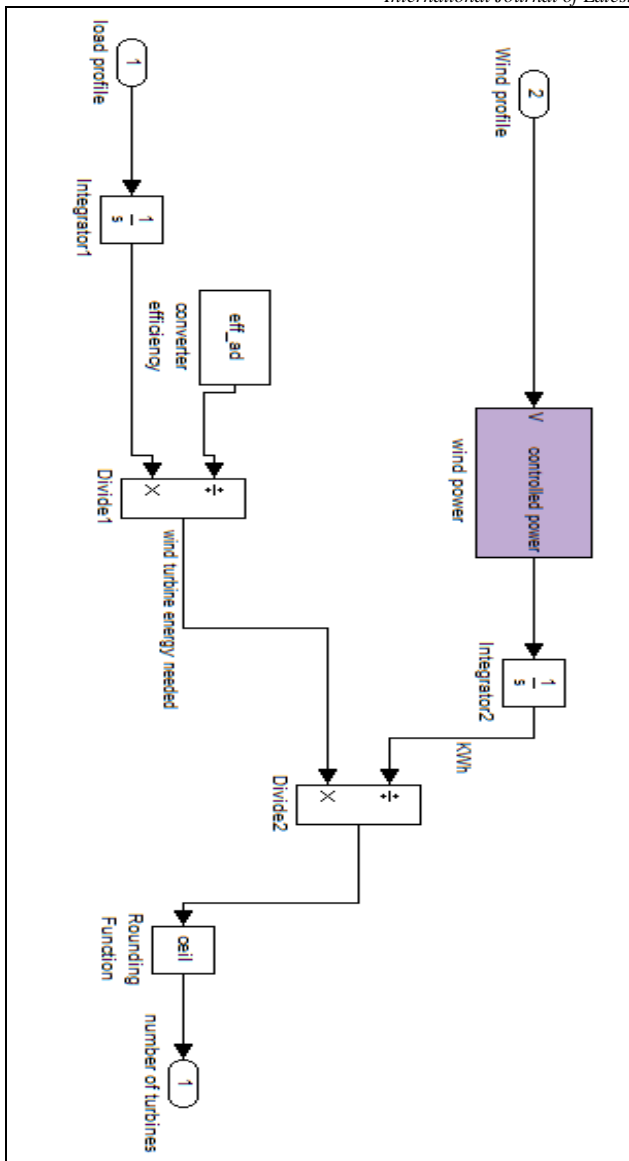 International Journal of Lates
2
Wind profile
V
controlled power
wind power
1
s
Integrator2
KWh
eff_ad
converter
efficiency
1
load profile
1
s
Integrator1
÷
×
Divide1
wind turbine energy needed
÷
×
Divide2
ceil
Rounding
Function
1
number of turbines